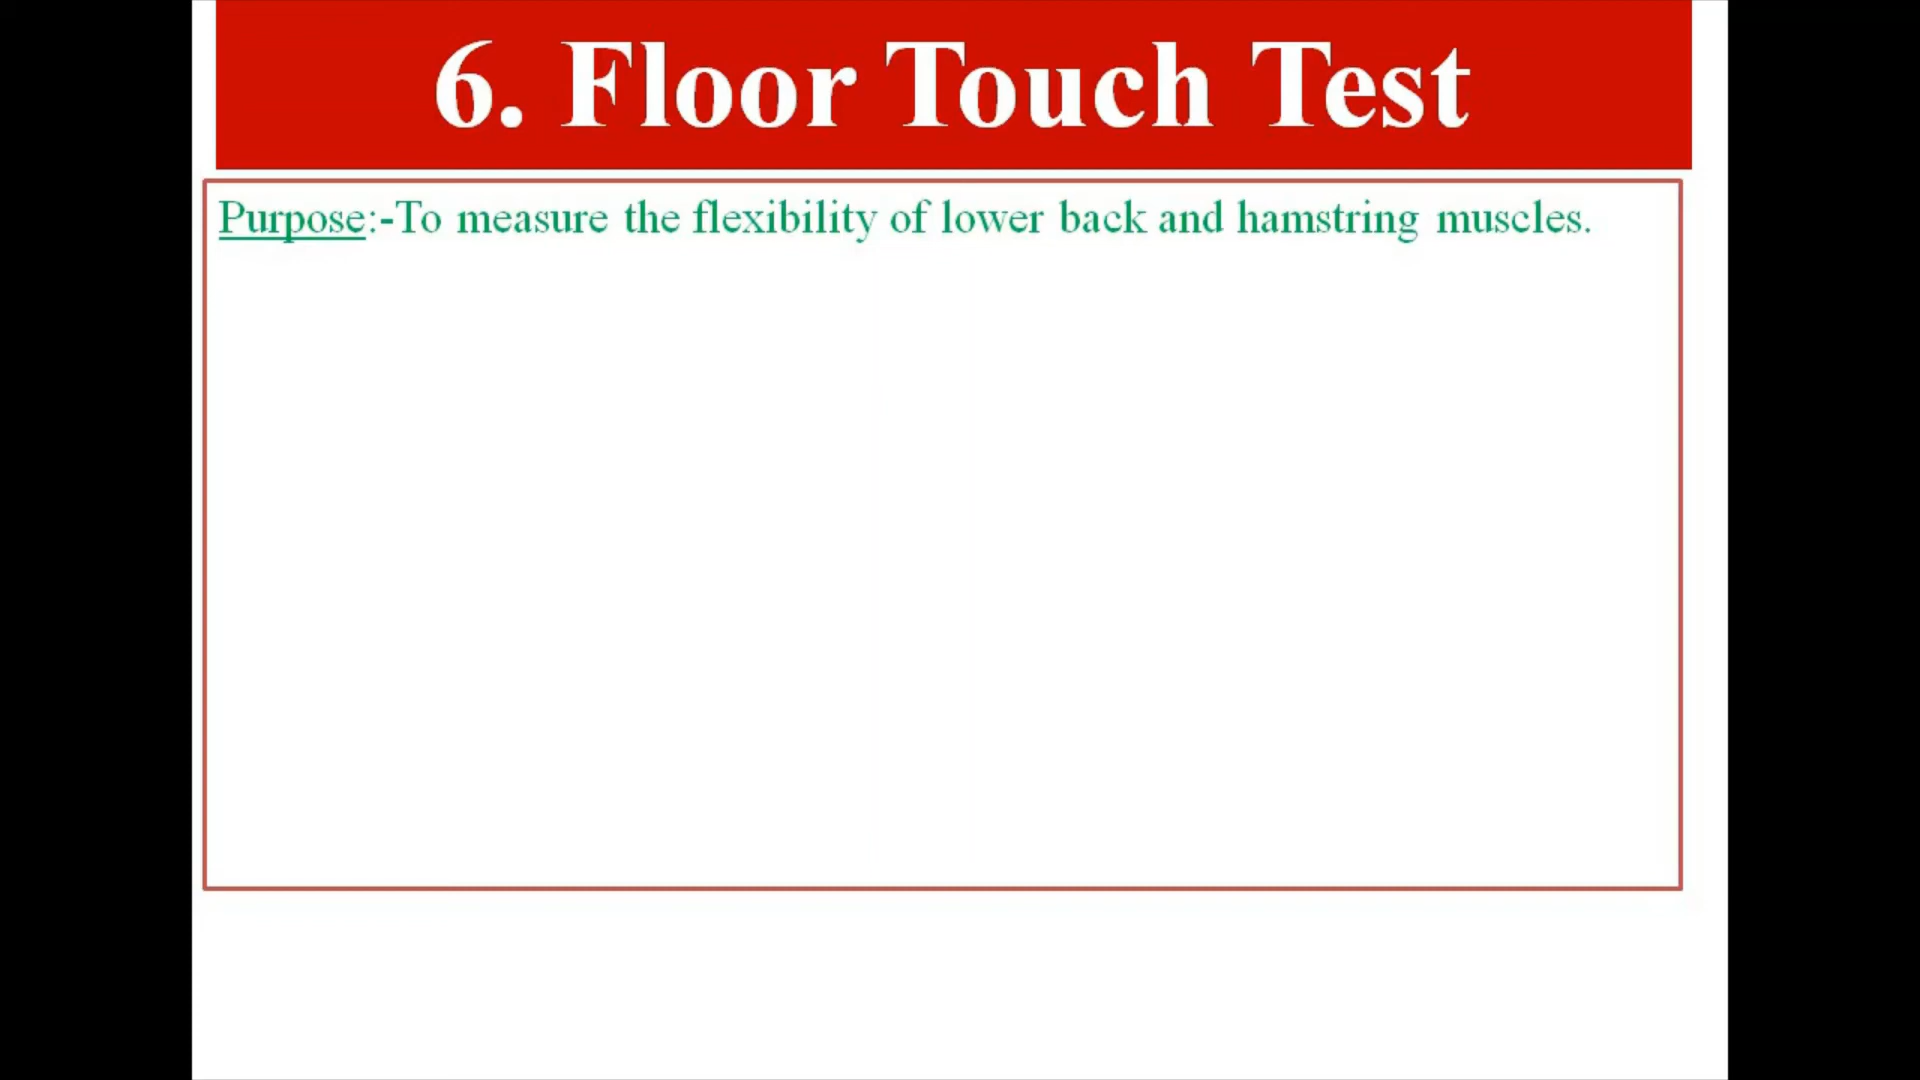 6. Floor Touch Test
Purpose:-To measure the flexibility of lower back and hamstring muscles.